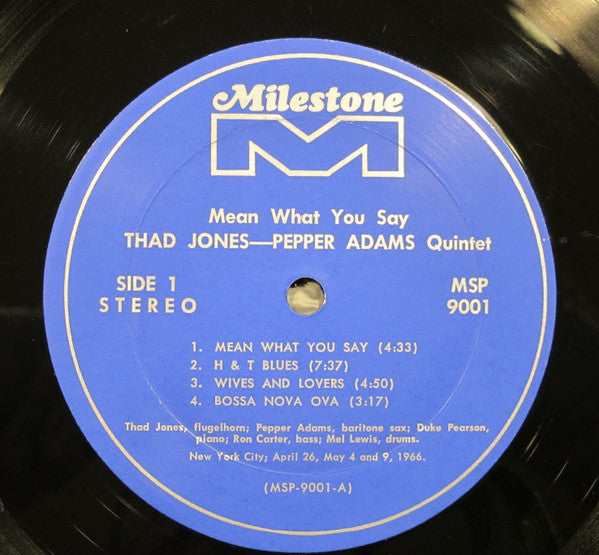 Milestone
M
Mean What You Say
THAD JONES—PEPPER ADAMS Quintet
SIDE 1
STEREO
MSP
9001
1. MEAN WHAT YOU SAY (4:33)
2. H & T BLUES (7:37)
3. WIVES AND LOVERS (4:50)
4. BOSSA NOVA OVA (3:17)
Thad Jones, flugelhorn; Pepper Adams, baritone sax; Duke Pearson,
piano; Ron Carter, bass; Mel Lewis, drums.
New York City; April 26, May 4 and 9, 1966.
(MSP-9001-A)